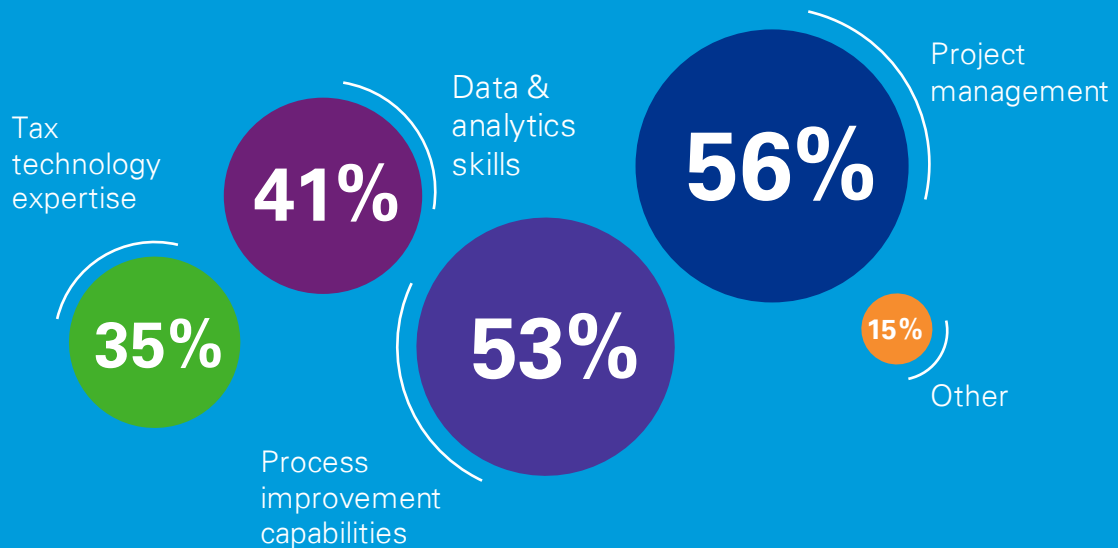 Tax
technology
expertise
35%
41%
Data &
analytics
skills
Process
improvement
capabilities
53%
56%
Project
management
15%
Other